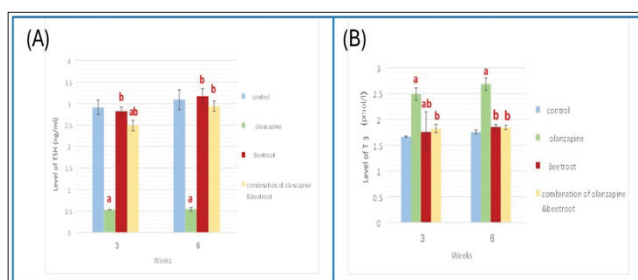 (A)
4
3.5
3
2.5
2
1.5
1
0.5
0
Level of TSH (ng/ml)
a
b
ab
a
b
b
3
6
Weeks
control
olanzapine
Beetroot
combination of olanzapine
&beetroot
(B)
3
2.5
2
1.5
1
0.5
0
Level of T 3 (pmol/l)
a
ab
b
a
b
b
3
6
Weeks
control
olanzapine
Beetroot
combination of olanzapine
&beetroot